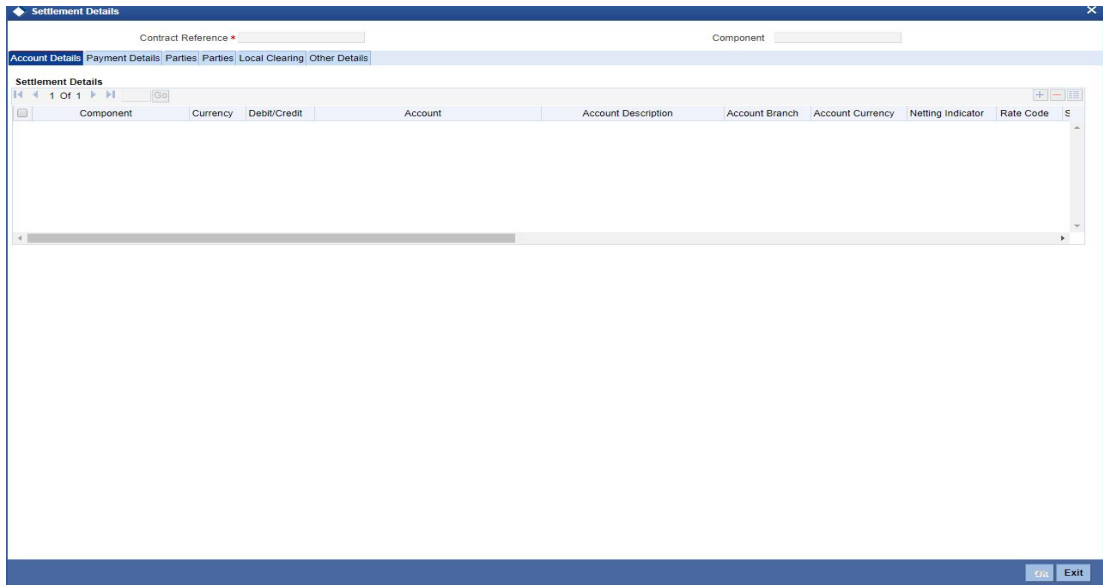 Settlement Details
Contract Reference * Component
Account Details Payment Details Parties Parties Local Clearing Other Details
Settlement Details
1 Of 1 Go
Component Currency Debit/Credit Account Account Description Account Branch Account Currency Netting Indicator Rate Code S
Ok Exit